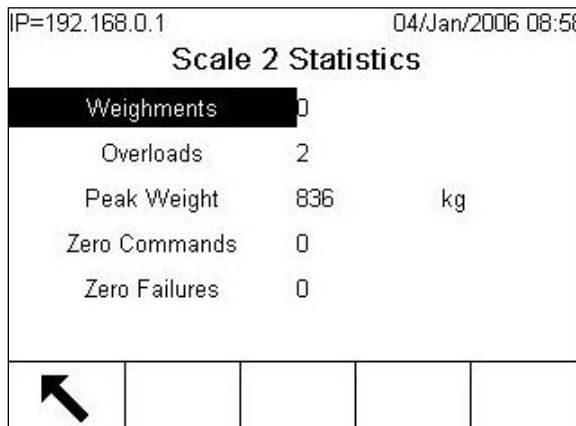 IP=192.168.0.1 04/Jan/2006 08:58
Scale 2 Statistics
Weighments 0
Overloads 2
Peak Weight 836 kg
Zero Commands 0
Zero Failures 0